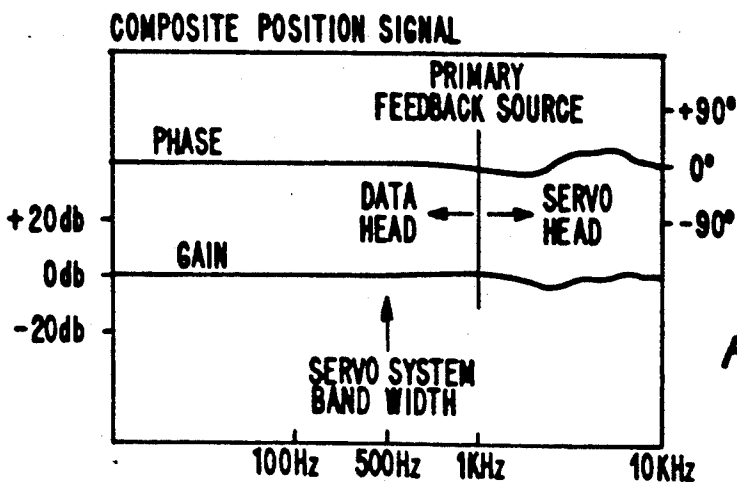 COMPOSITE POSITION SIGNAL
PRIMARY
FEEDBACK SOURCE
+90°
PHASE
0°
DATA
HEAD
SERVO
HEAD
+20db
-90°
GAIN
0db
-20db
SERVO SYSTEM
BAND WIDTH
100Hz 500Hz 1KHz 10KHz